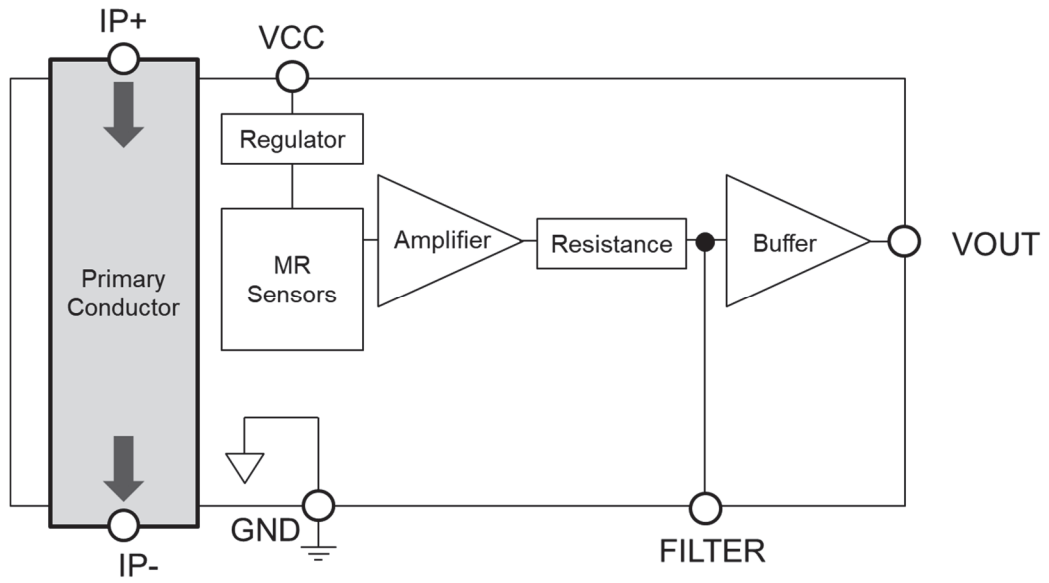 IP+
VCC
Regulator
Amplifier
Resistance
Buffer
VOUT
MR
Sensors
Primary
Conductor
GND
FILTER
IP-